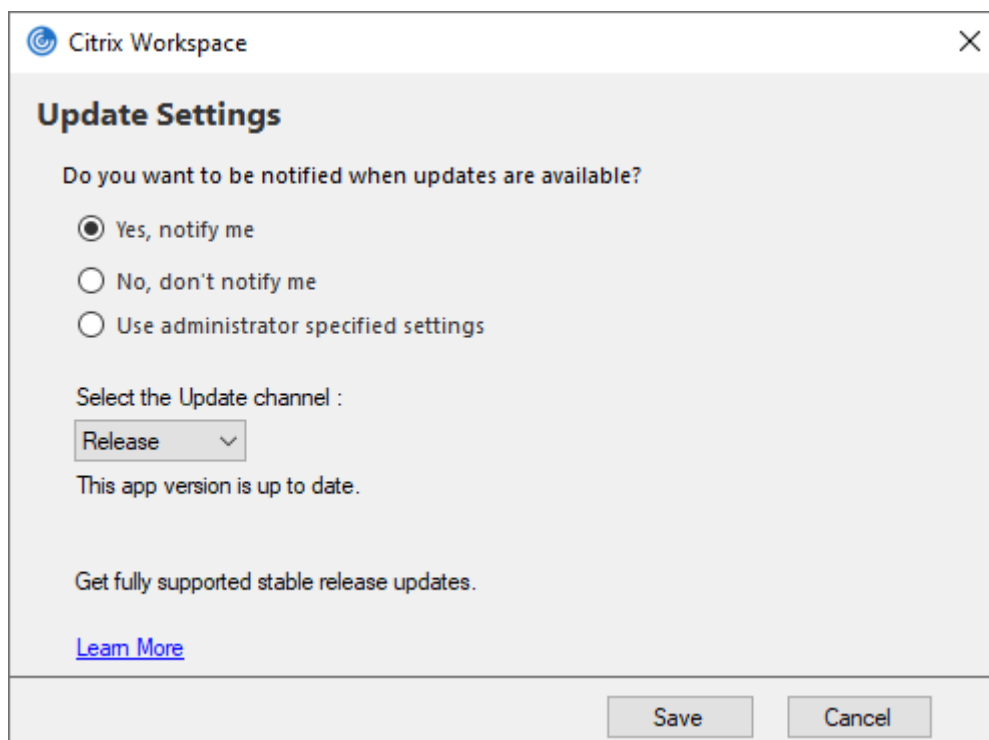 Citrix Workspace
Update Settings
Do you want to be notified when updates are available?
Yes, notify me
No, don't notify me
Use administrator specified settings
Select the Update channel :
Release
This app version is up to date.
Get fully supported stable release updates.
Learn More
Save Cancel